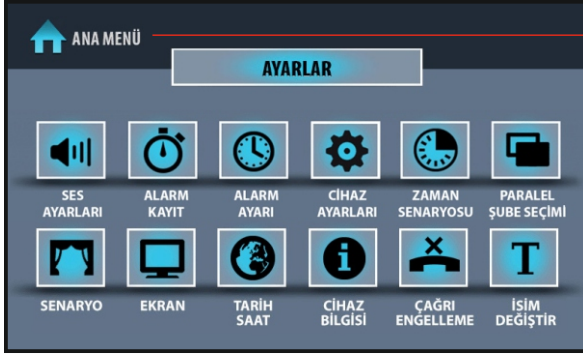 ANA MENÜ
AYARLAR
SES
AYARLARI
ALARM
KAYIT
ALARM
AYARI
CİHAZ
AYARLARI
ZAMAN
SENARYOSU
PARALEL
ŞUBE SEÇİMİ
SENARYO
EKRAN
TARİH
SAAT
CİHAZ
BİLGİSİ
ÇAĞRI
ENGELLEME
T
İSİM
DEĞİŞTİR